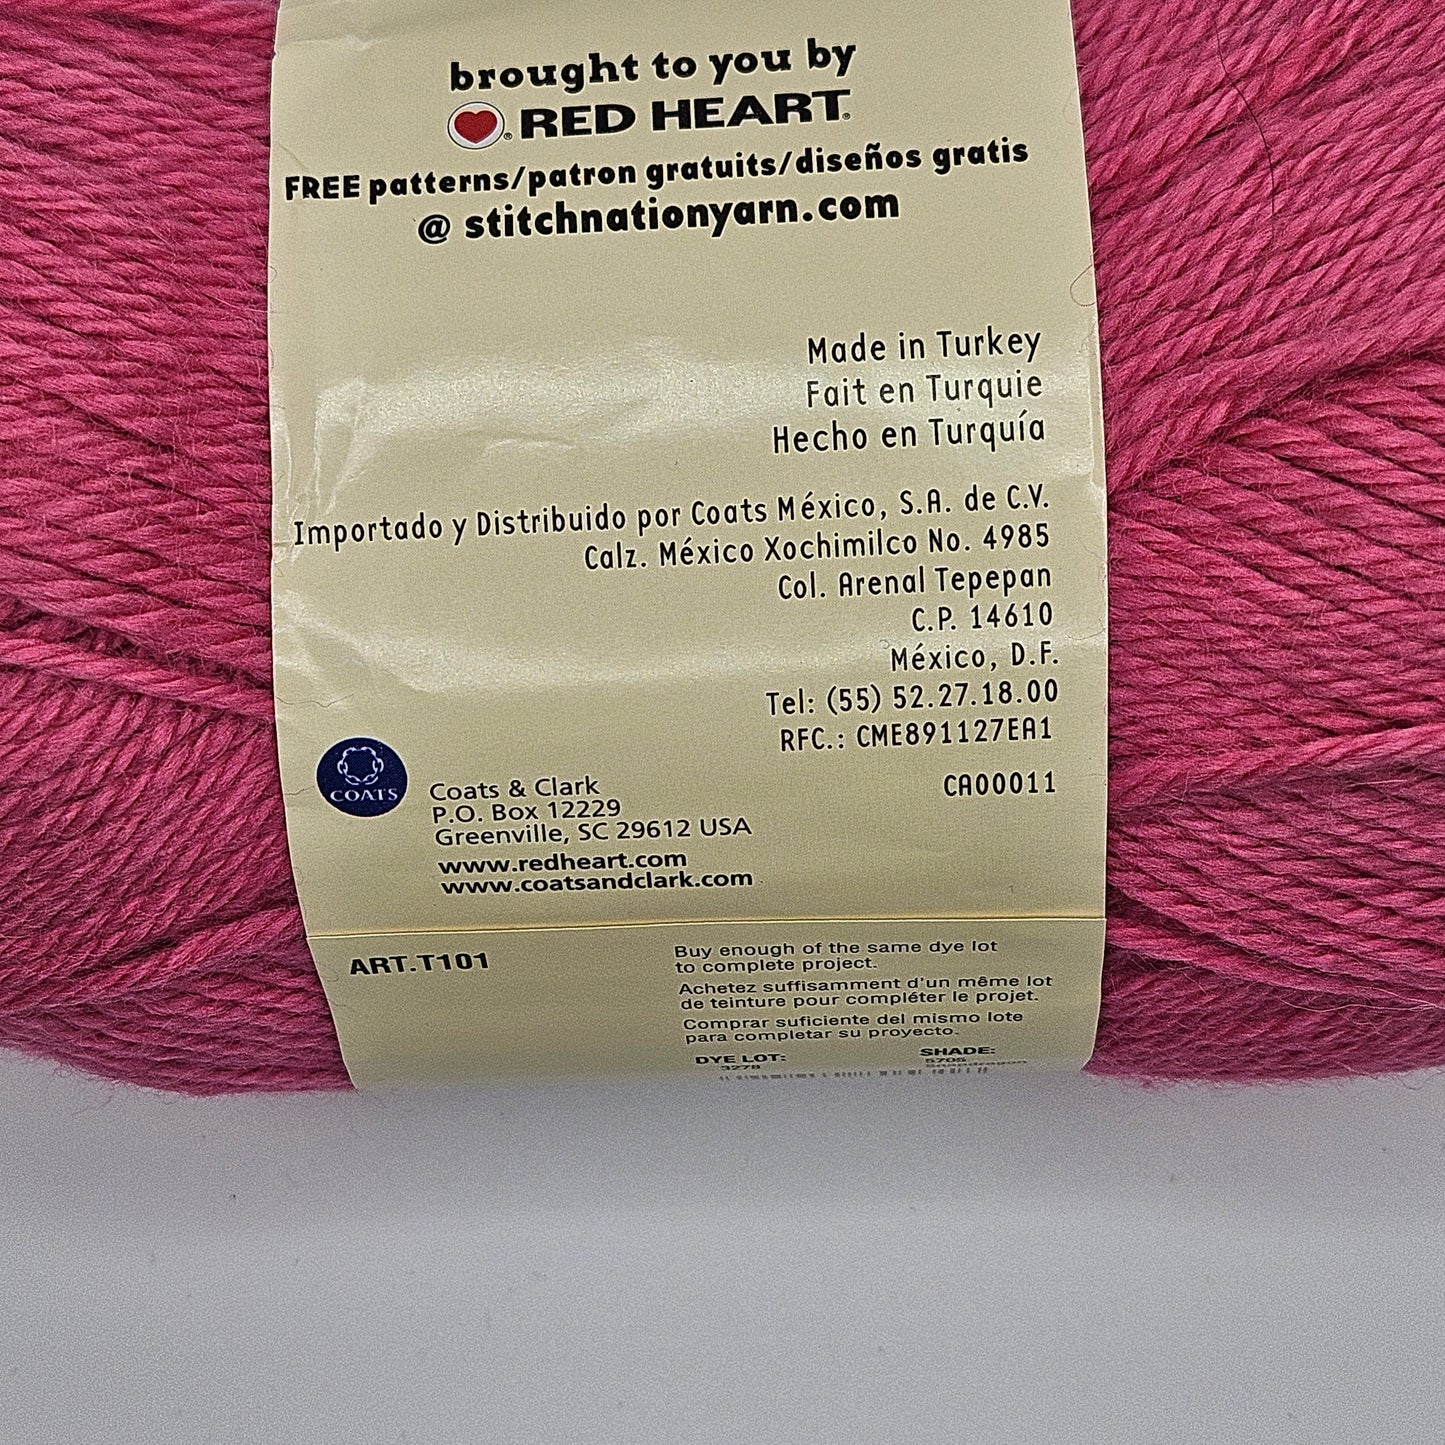 brought to you by
® RED HEART®
FREE patterns/patron gratuits/diseños gratis
@ stitchnationyarn.com
Made in Turkey
Fait en Turquie
Hecho en Turquía
Importado y Distribuido por Coats México, S.A. de C.V.
Calz. México Xochimilco No. 4985
Col. Arenal Tepepan
C.P. 14610
México, D.F.
Tel: (55) 52.27.18.00
RFC.: CME891127EA1
CA00011
COATS
Coats & Clark
P.O. Box 12229
Greenville, SC 29612 USA
www.redheart.com
www.coatsandclark.com
ART.T101
Buy enough of the same dye lot
to complete project.
Achetez suffisamment d'un même lot
de teinture pour compléter le projet.
Comprar suficiente del mismo lote
para completar su proyecto.
DYE LOT: SHADE:
3278 5705
Snapdragon